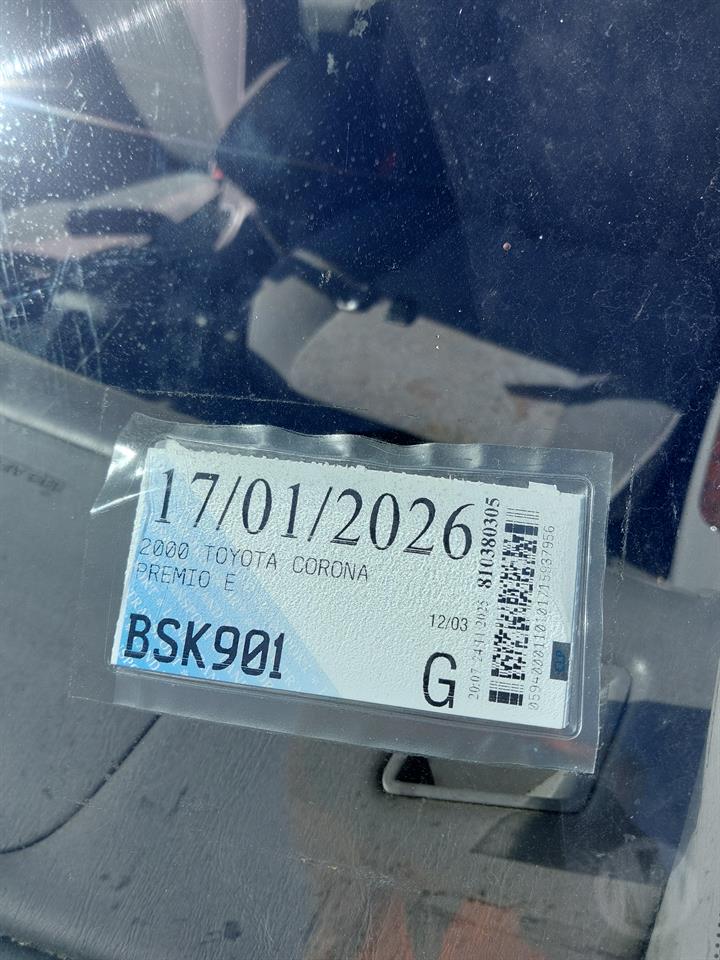 17/01/2026
2000 TOYOTA CORONA
PREMIO E
12/03
BSK901
G
810380305